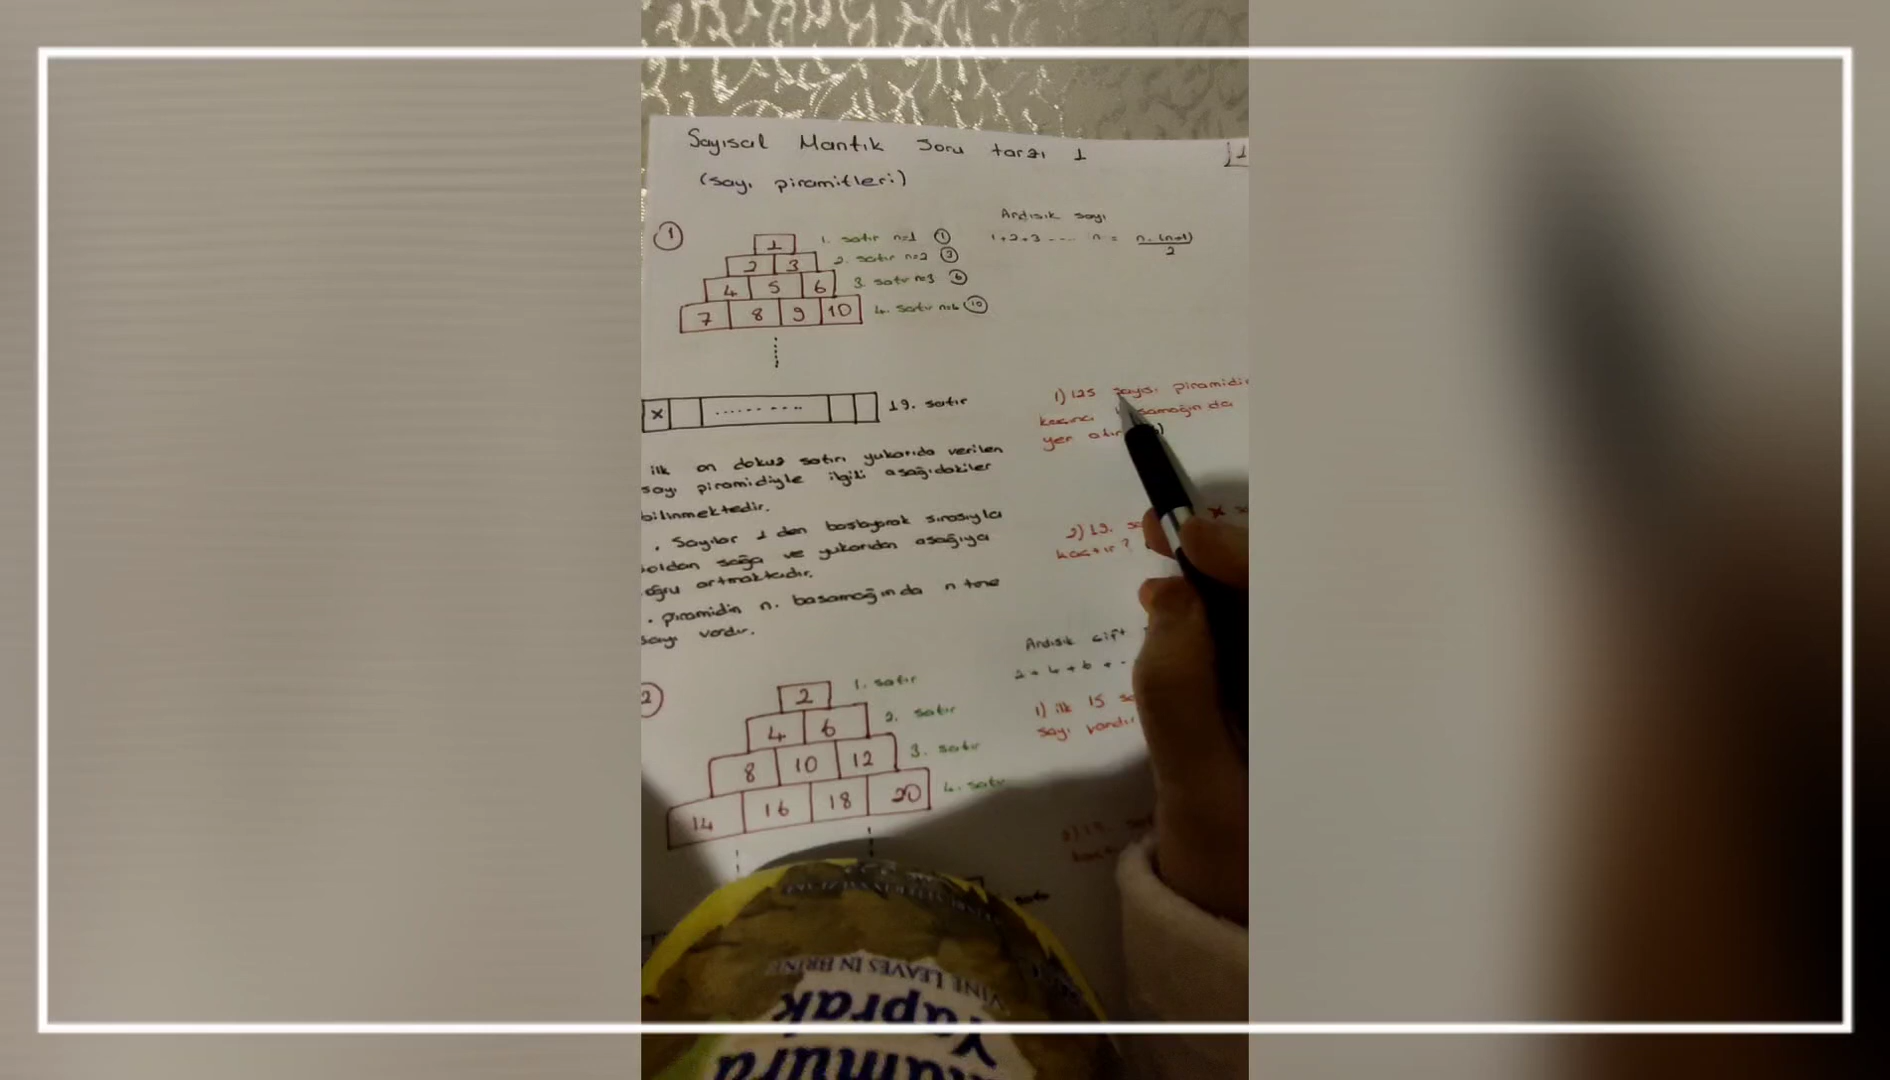 Sayısal Mantık Soru tarzı 1
(sayı piramitleri)
1
1
2 3
4 5 6
7 8 9 10
1. satır n=1 1
2. satır n=2 3
3. satır n=3 6
4. satır n=4 10
Ardışık sayı
1+2+3 .... n = n.(n+1)
2
x ........ 19. satır
1) 125 sayısı piramidin
yer alır
ilk on dokuz satırı yukarıda verilen
sayı piramidiyle ilgili aşağıdakiler
bilinmektedir.
. Sayılar 1 den başlayarak sırasıyla
soldan sağa ve yukarıdan aşağıya
oğru artmaktadır.
. piramidin n. basamağında n tane
sayı vardır.
2) 19. x
kaçtır?
2
2
4 6
8 10 12
14 16 18 20
1. satır
2. satır
3. satır
4. satır
Ardışık çift
2+4+6+
1) ilk 15
sayı vardır
VINE LEAVES IN BRINE
Yaprak